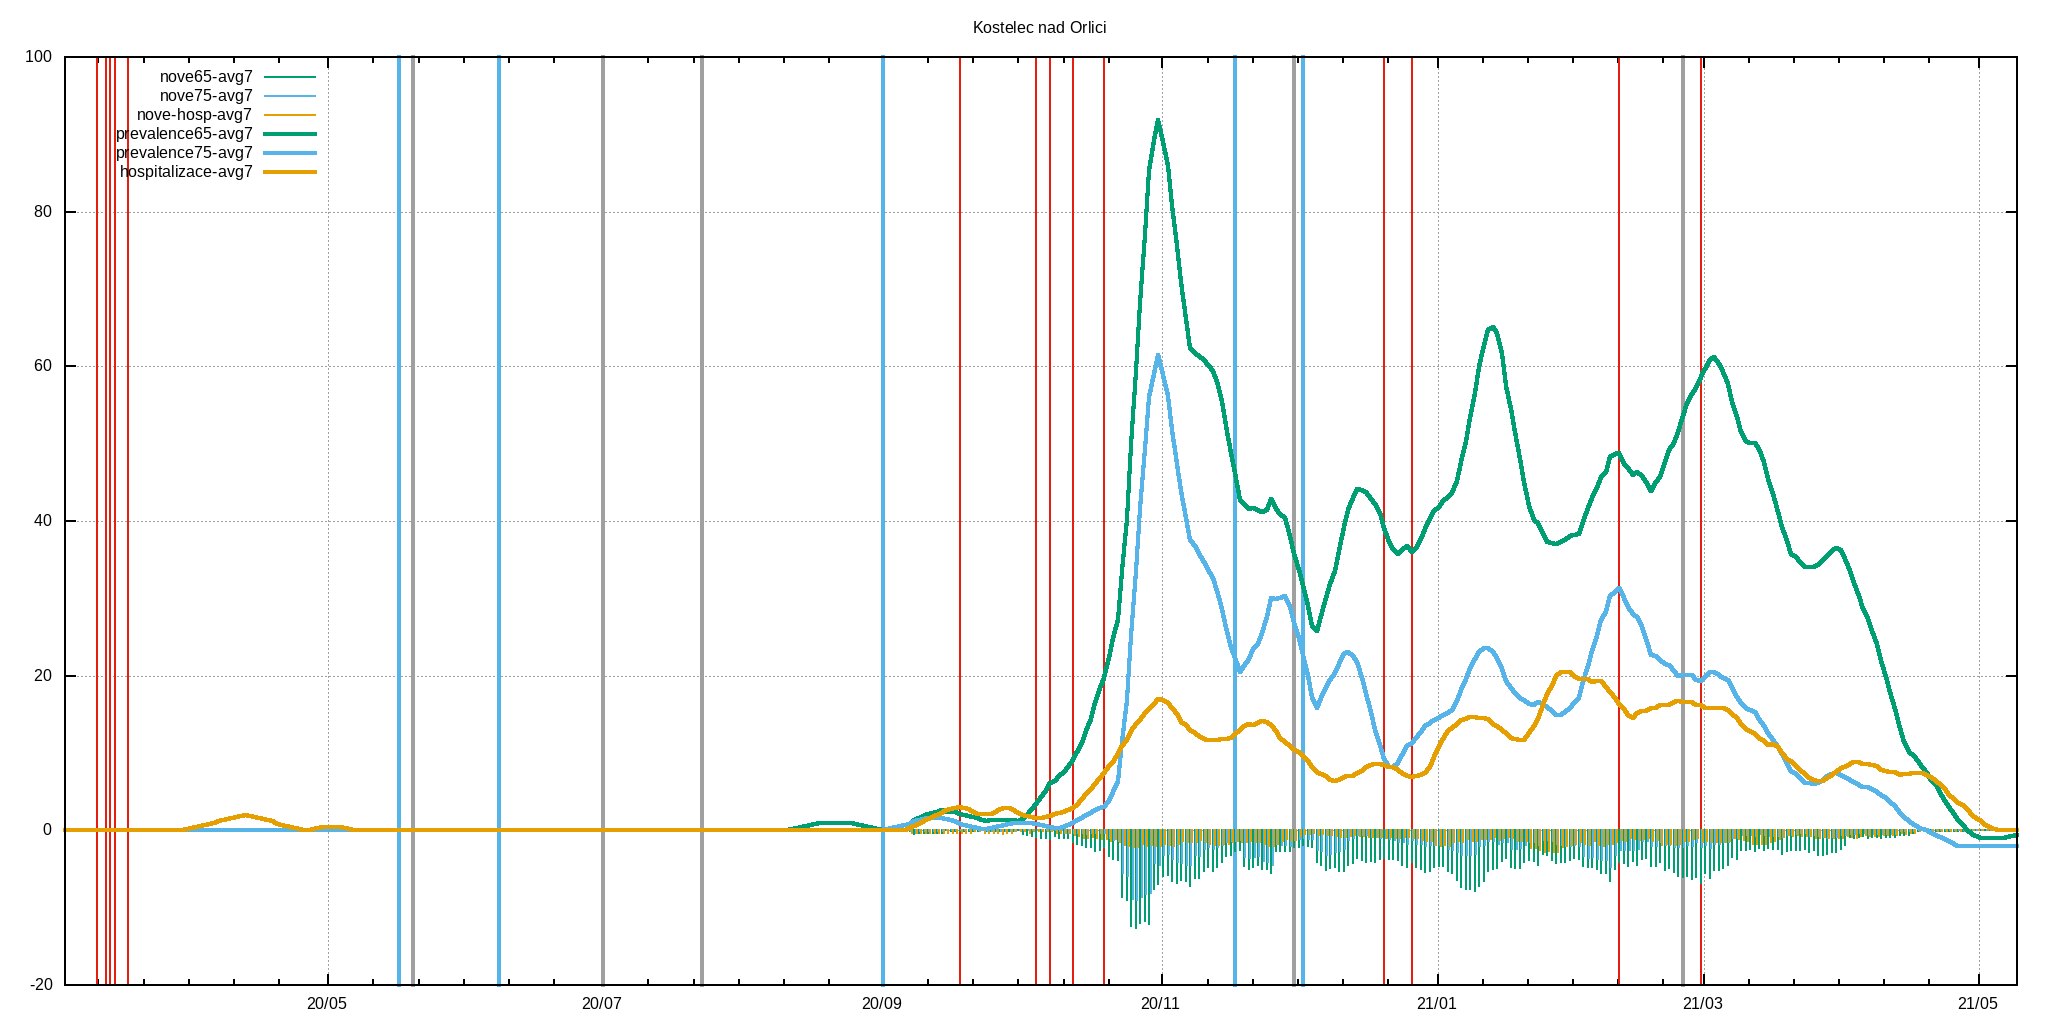 Kostelec nad Orlici
100
80
60
40
20
0
-20
nove65-avg7
nove75-avg7
nove-hosp-avg7
prevalence65-avg7
prevalence75-avg7
hospitalizace-avg7
20/05 20/07 20/09 20/11 21/01 21/03 21/05